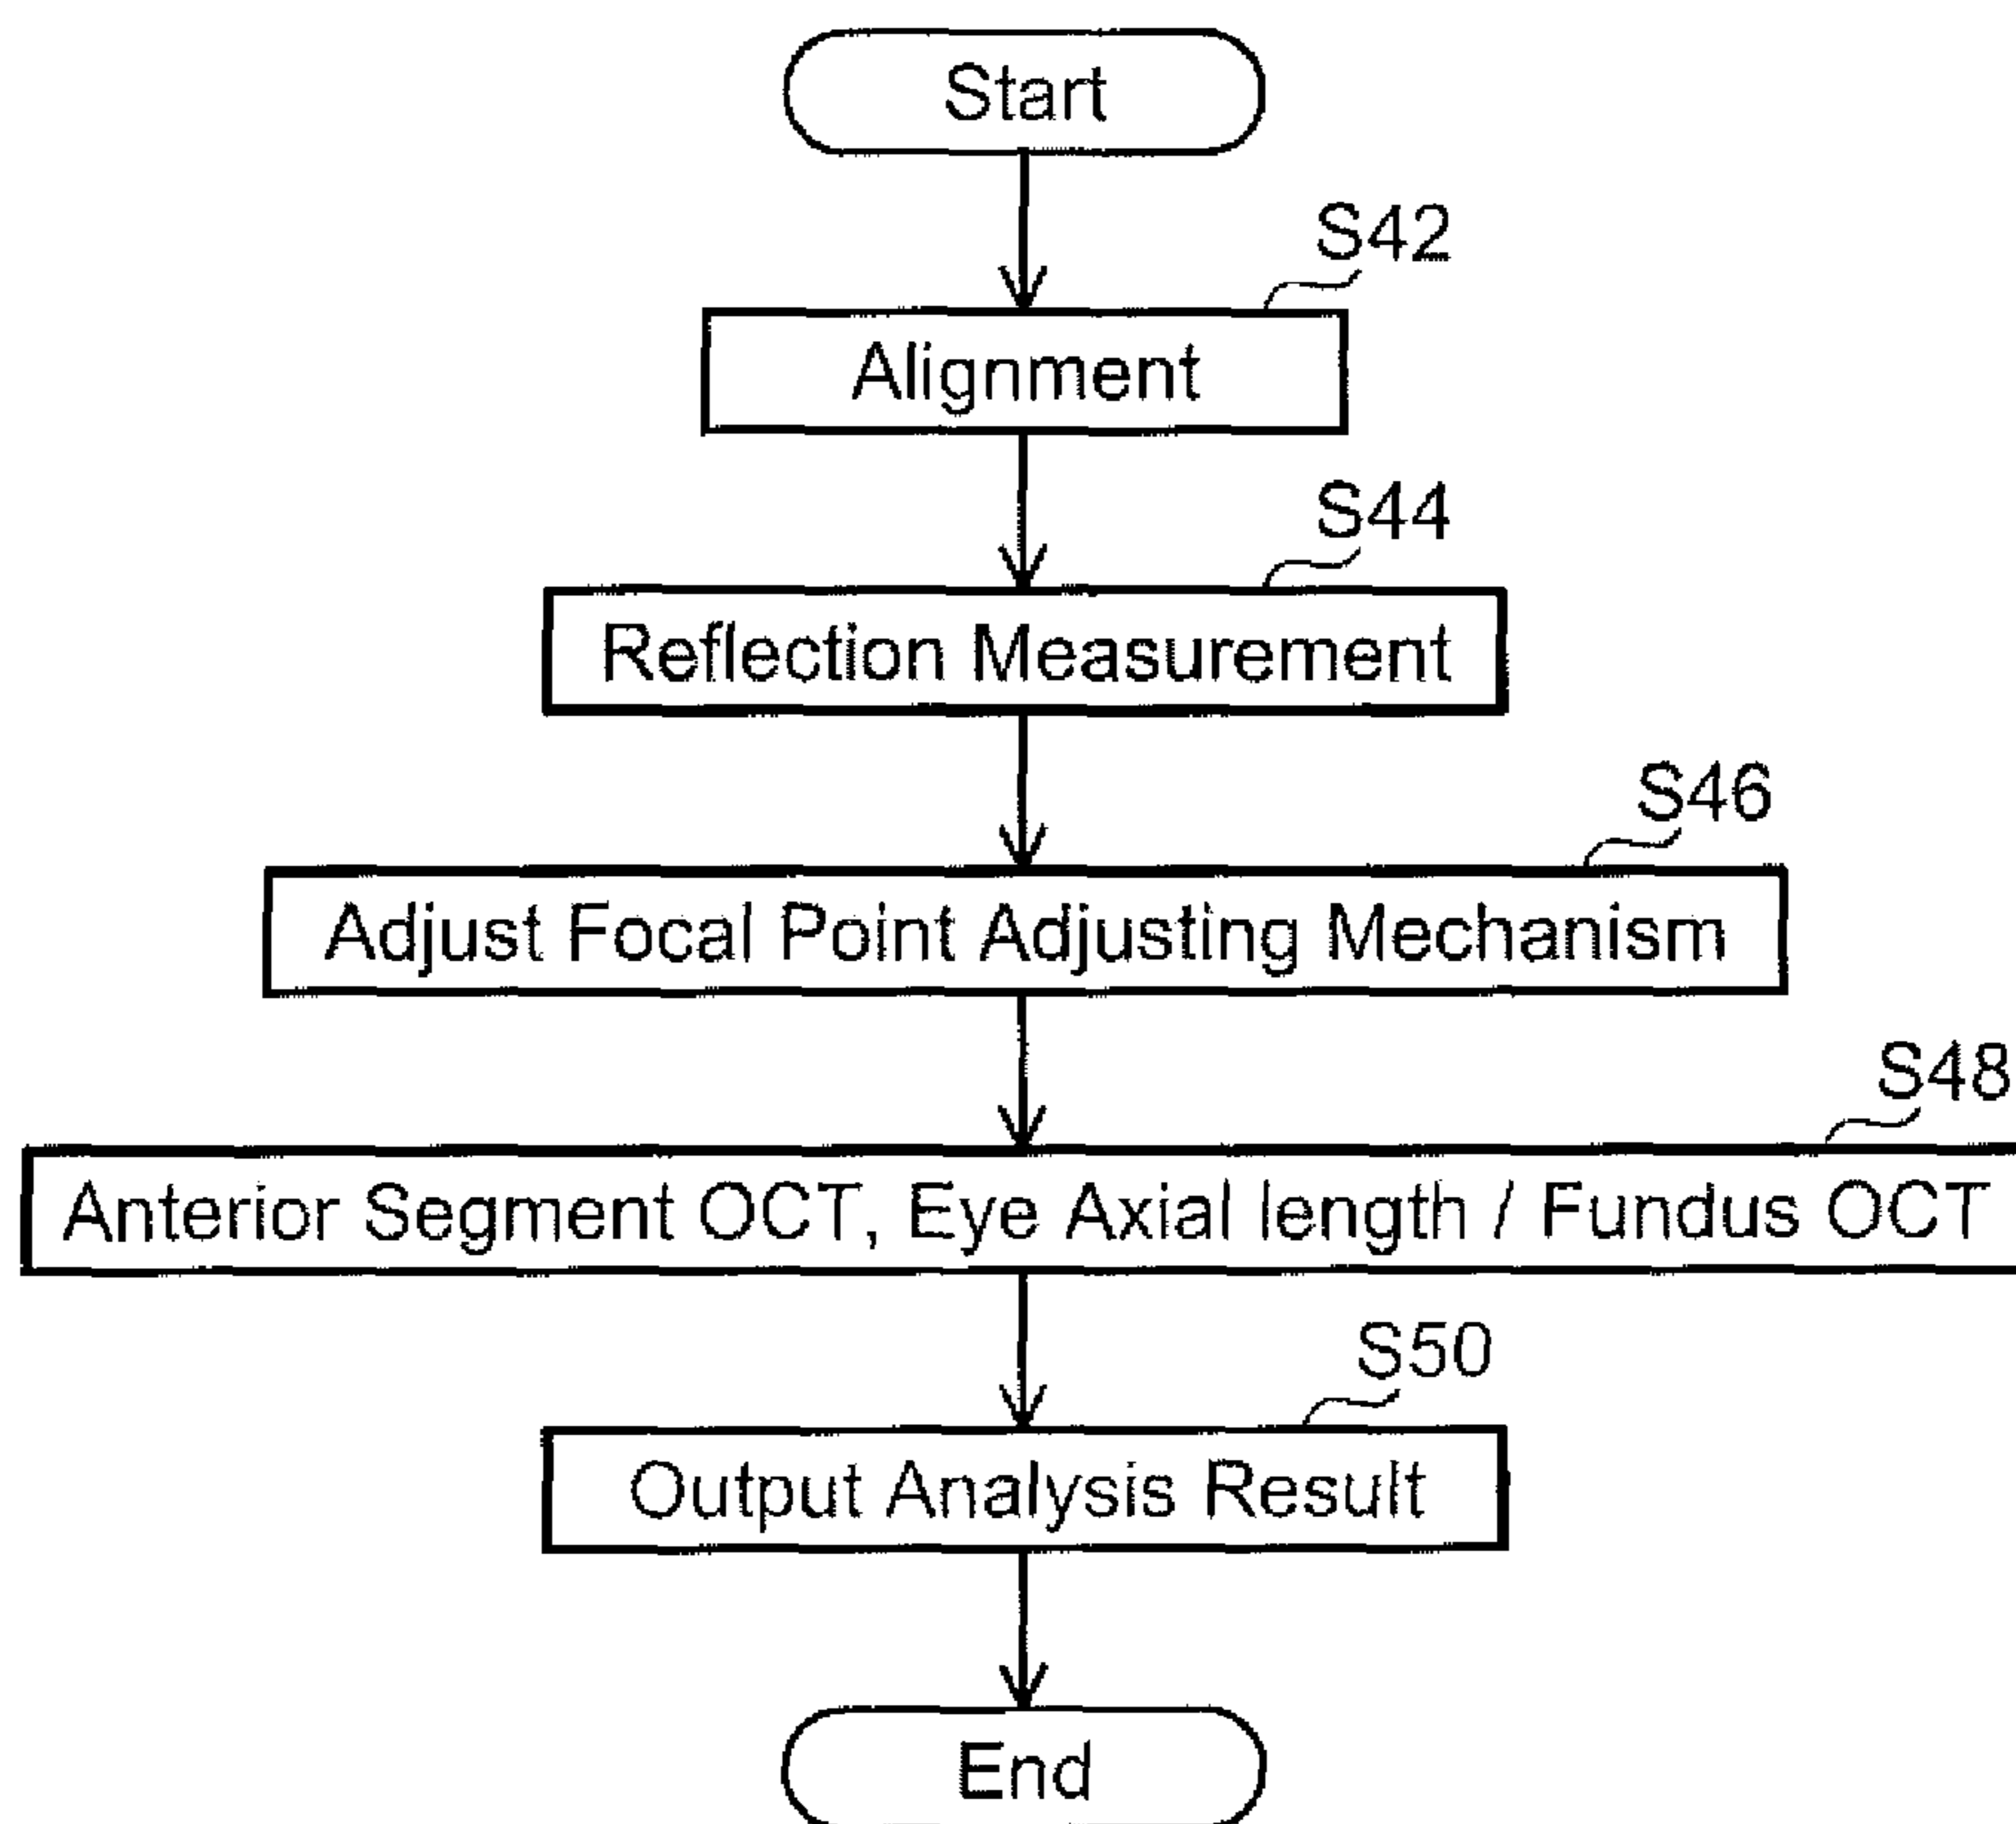 Start
S42
Alignment
S44
Reflection Measurement
S46
Adjust Focal Point Adjusting Mechanism
S48
Anterior Segment OCT, Eye Axial length / Fundus OCT
S50
Output Analysis Result
End